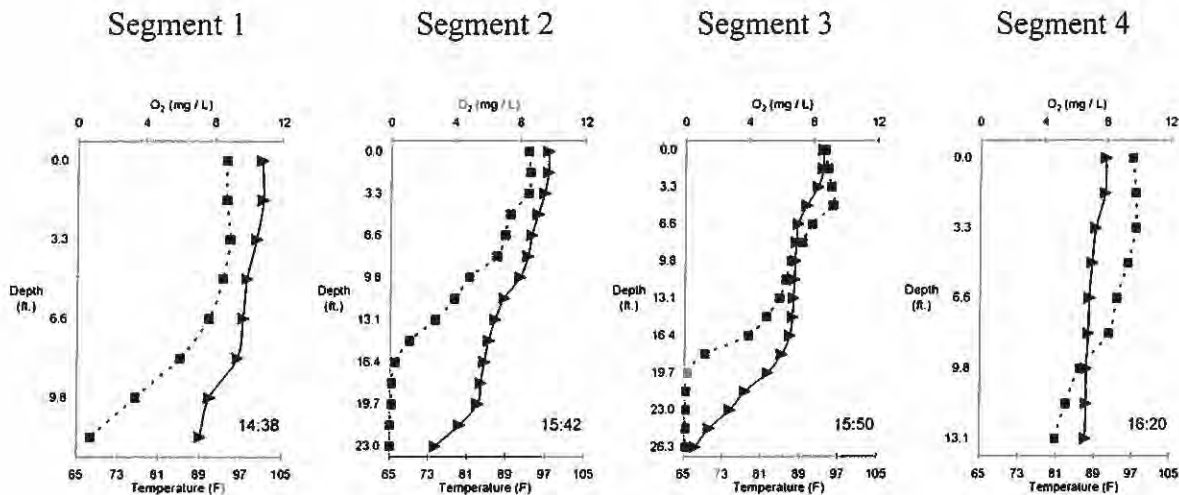 Segment 1
O2 (mg / L)
0 4 8 12
0.0
3.3
Depth
(ft.)
6.6
9.8
14:38
65 73 81 89 97 105
Temperature (F)
Segment 2
O2 (mg / L)
0 4 8 12
0.0
3.3
6.6
9.8
Depth
(ft.)
13.1
16.4
19.7
23.0
15:42
65 73 81 89 97 105
Temperature (F)
Segment 3
O2 (mg / L)
0 4 8 12
0.0
3.3
6.6
9.8
Depth
(ft.)
13.1
16.4
19.7
23.0
26.3
15:50
65 73 81 89 97 105
Temperature (F)
Segment 4
O2 (mg / L)
0 4 8 12
0.0
3.3
Depth
(ft.)
6.6
9.8
13.1
16:20
65 73 81 89 97 105
Temperature (F)